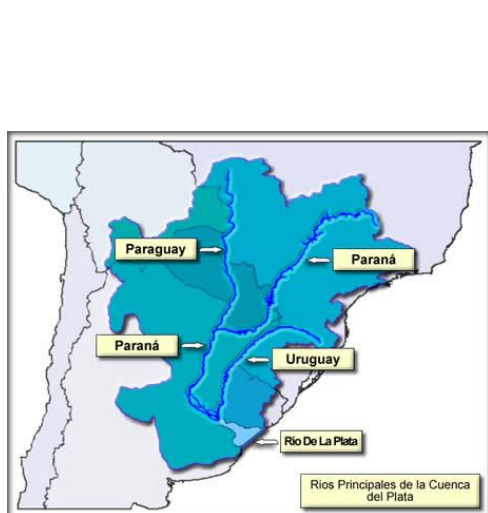 Paraguay
Paraná
Paraná
Uruguay
Rio De La Plata
Rios Principales de la Cuenca
del Plata